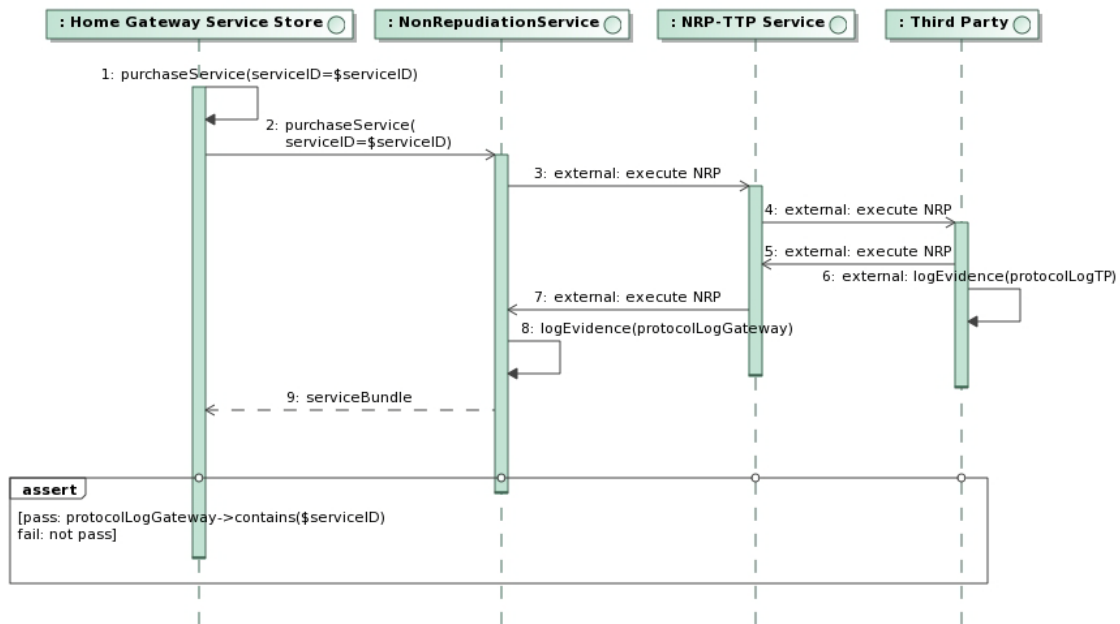 : Home Gateway Service Store
: NonRepudiationService
: NRP-TTP Service
: Third Party
1: purchaseService(serviceID=$serviceID)
2: purchaseService(
serviceID=$serviceID)
3: external: execute NRP
4: external: execute NRP
5: external: execute NRP
6: external: logEvidence(protocolLogTP)
7: external: execute NRP
8: logEvidence(protocolLogGateway)
9: serviceBundle
assert
[pass: protocolLogGateway->contains($serviceID)
fail: not pass]